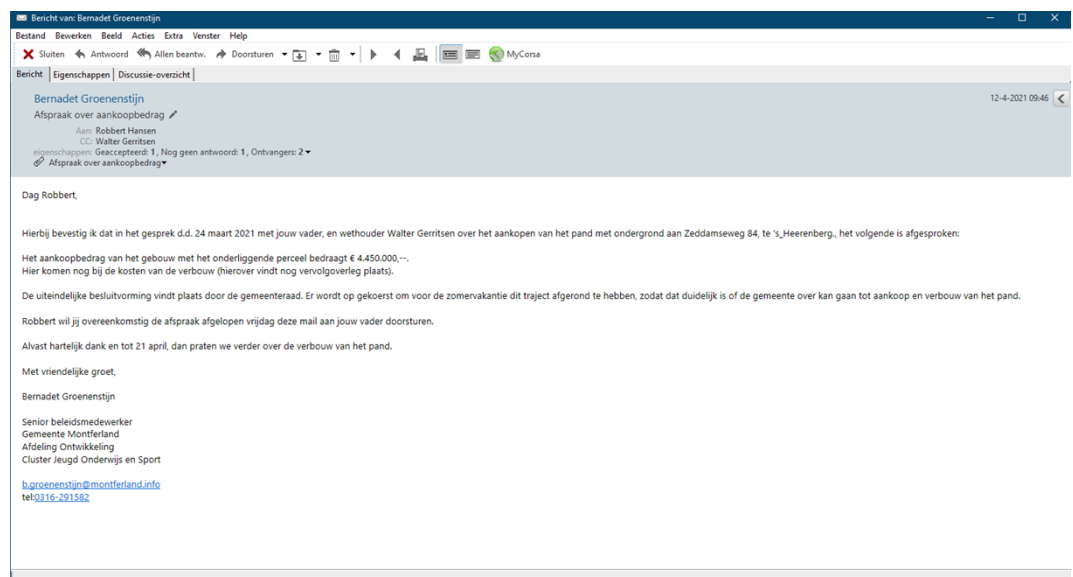 Bericht van: Bernadet Groenenstijn
Bestand Bewerken Beeld Acties Extra Venster Help
Sluiten Antwoord Allen beantw. Doorsturen MyCorsa
Bericht Eigenschappen Discussie-overzicht
Bernadet Groenenstijn 12-4-2021 09:46
Afspraak over aankoopbedrag
Aan: Robbert Hansen
CC: Walter Gerritsen
eigenschappen: Geaccepteerd: 1, Nog geen antwoord: 1, Ontvangers: 2
Afspraak over aankoopbedrag
Dag Robbert,
Hierbij bevestig ik dat in het gesprek d.d. 24 maart 2021 met jouw vader, en wethouder Walter Gerritsen over het aankopen van het pand met ondergrond aan Zeddamseweg 84, te 's_Heerenberg., het volgende is afgesproken:
Het aankoopbedrag van het gebouw met het onderliggende perceel bedraagt € 4.450.000,--.
Hier komen nog bij de kosten van de verbouw (hierover vindt nog vervolgoverleg plaats).
De uiteindelijke besluitvorming vindt plaats door de gemeenteraad. Er wordt op gekoerst om voor de zomervakantie dit traject afgerond te hebben, zodat dat duidelijk is of de gemeente over kan gaan tot aankoop en verbouw van het pand.
Robbert wil jij overeenkomstig de afspraak afgelopen vrijdag deze mail aan jouw vader doorsturen.
Alvast hartelijk dank en tot 21 april, dan praten we verder over de verbouw van het pand.
Met vriendelijke groet,
Bernadet Groenenstijn
Senior beleidsmedewerker
Gemeente Montferland
Afdeling Ontwikkeling
Cluster Jeugd Onderwijs en Sport
b.groenenstijn@montferland.info
tel:0316-291582